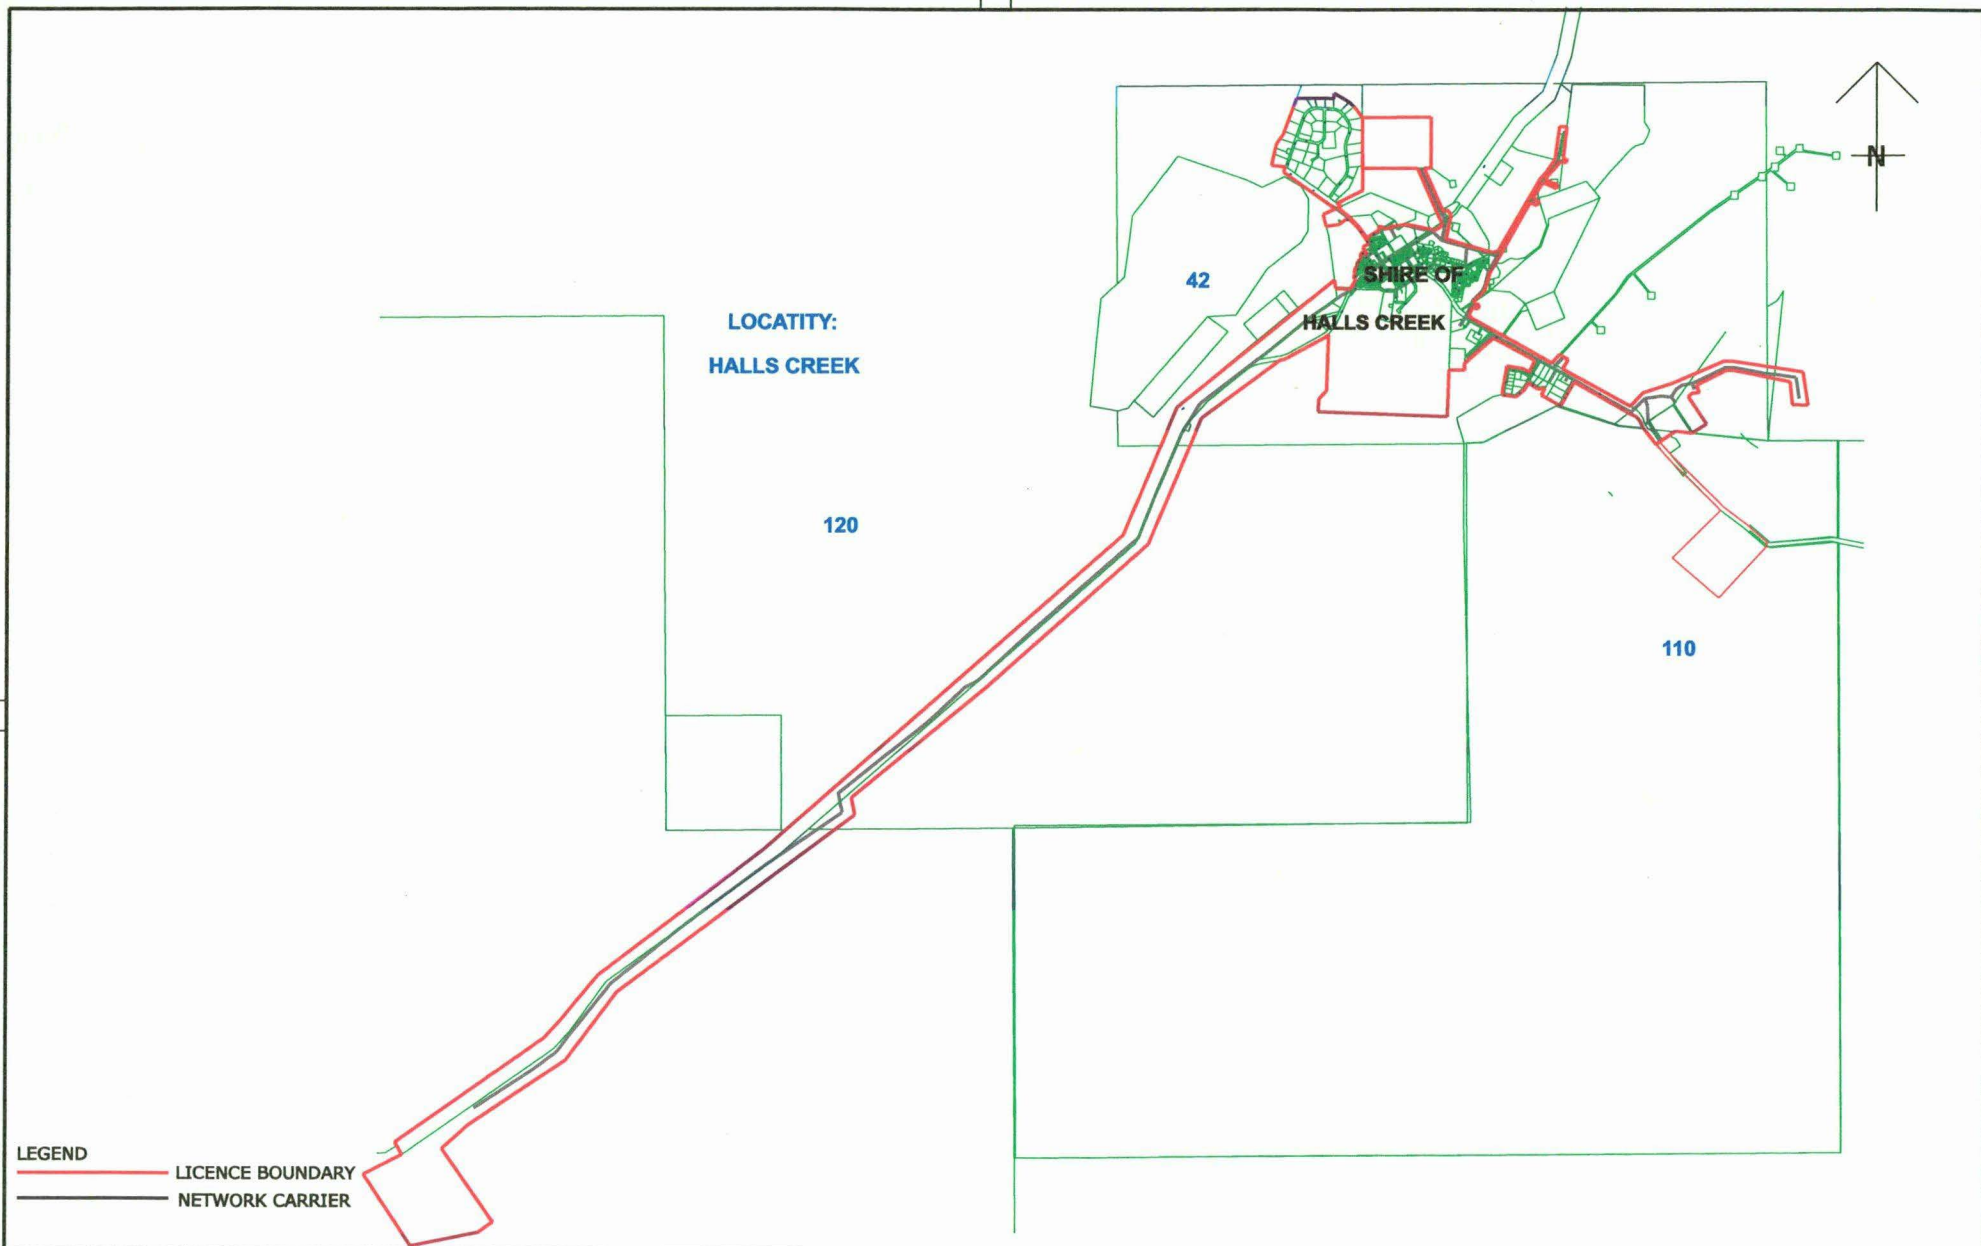 N
42
SHIRE OF
HALLS CREEK
LOCATITY:
HALLS CREEK
120
110
LEGEND
LICENCE BOUNDARY
NETWORK CARRIER